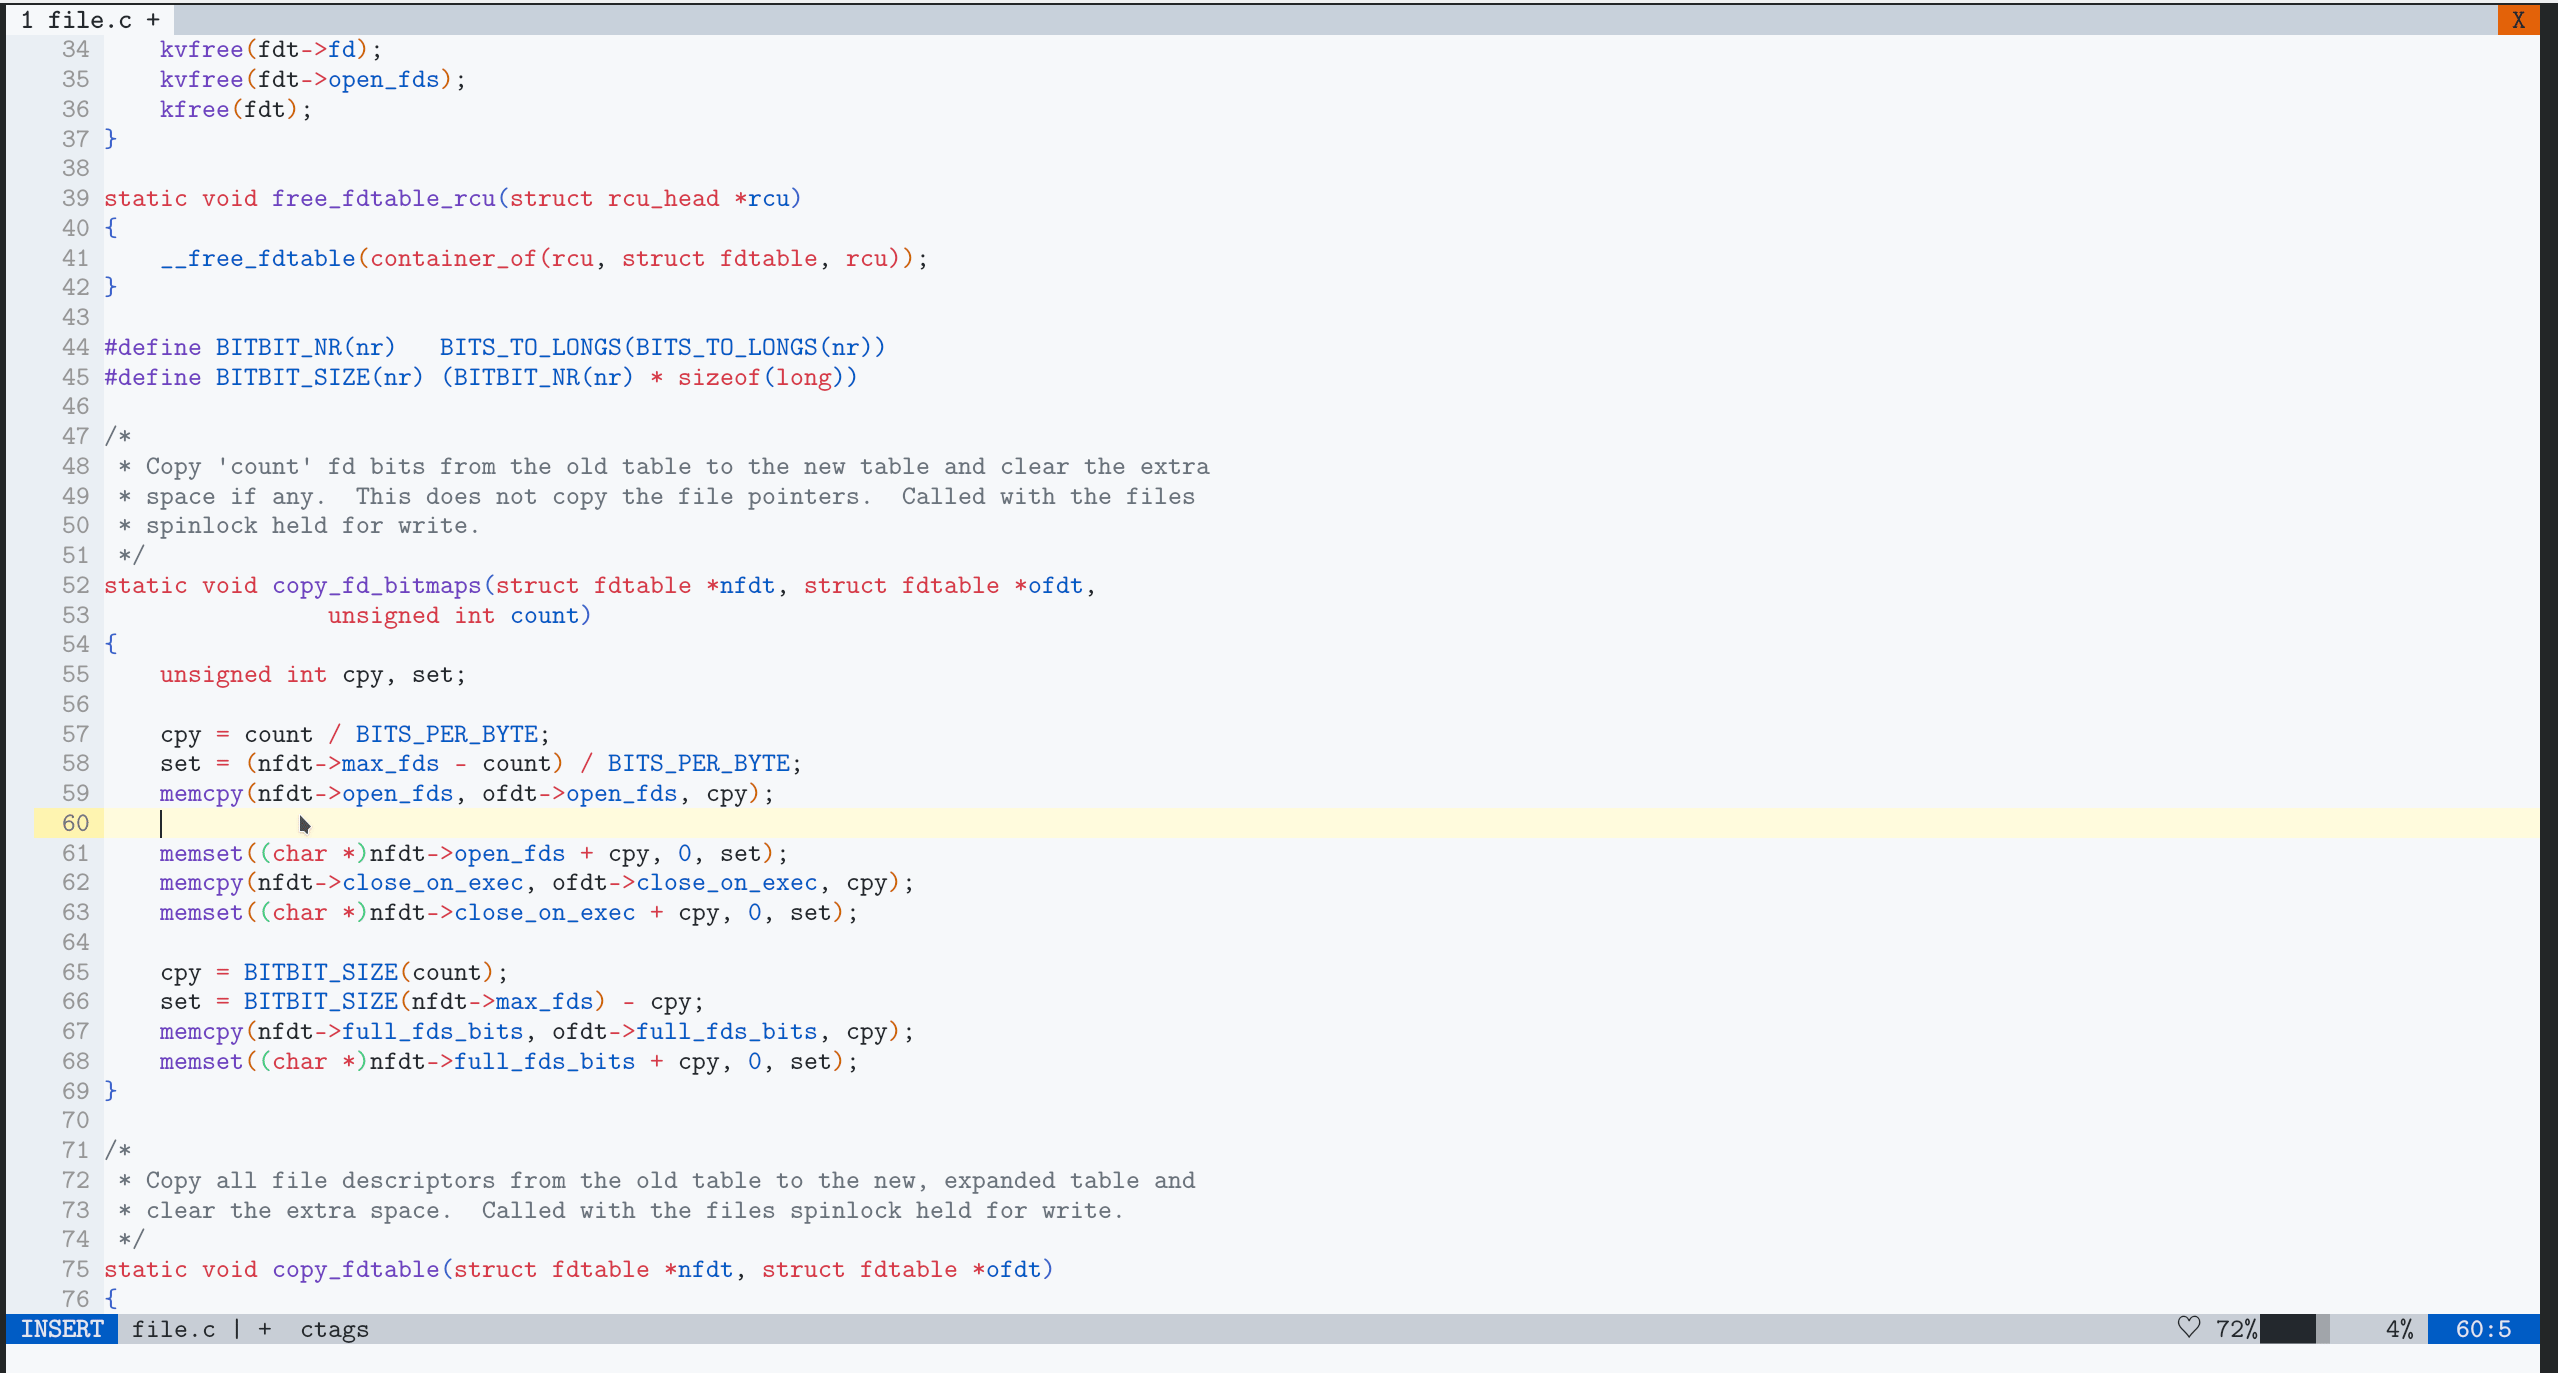 1 file.c + X
34     kvfree(fdt->fd);
35     kvfree(fdt->open_fds);
36     kfree(fdt);
37 }
38
39 static void free_fdtable_rcu(struct rcu_head *rcu)
40 {
41     __free_fdtable(container_of(rcu, struct fdtable, rcu));
42 }
43
44 #define BITBIT_NR(nr)   BITS_TO_LONGS(BITS_TO_LONGS(nr))
45 #define BITBIT_SIZE(nr) (BITBIT_NR(nr) * sizeof(long))
46
47 /*
48  * Copy 'count' fd bits from the old table to the new table and clear the extra
49  * space if any.  This does not copy the file pointers.  Called with the files
50  * spinlock held for write.
51  */
52 static void copy_fd_bitmaps(struct fdtable *nfdt, struct fdtable *ofdt,
53                 unsigned int count)
54 {
55     unsigned int cpy, set;
56
57     cpy = count / BITS_PER_BYTE;
58     set = (nfdt->max_fds - count) / BITS_PER_BYTE;
59     memcpy(nfdt->open_fds, ofdt->open_fds, cpy);
60
61     memset((char *)nfdt->open_fds + cpy, 0, set);
62     memcpy(nfdt->close_on_exec, ofdt->close_on_exec, cpy);
63     memset((char *)nfdt->close_on_exec + cpy, 0, set);
64
65     cpy = BITBIT_SIZE(count);
66     set = BITBIT_SIZE(nfdt->max_fds) - cpy;
67     memcpy(nfdt->full_fds_bits, ofdt->full_fds_bits, cpy);
68     memset((char *)nfdt->full_fds_bits + cpy, 0, set);
69 }
70
71 /*
72  * Copy all file descriptors from the old table to the new, expanded table and
73  * clear the extra space.  Called with the files spinlock held for write.
74  */
75 static void copy_fdtable(struct fdtable *nfdt, struct fdtable *ofdt)
76 {
INSERT file.c | +  ctags ♡ 72% 4% 60:5